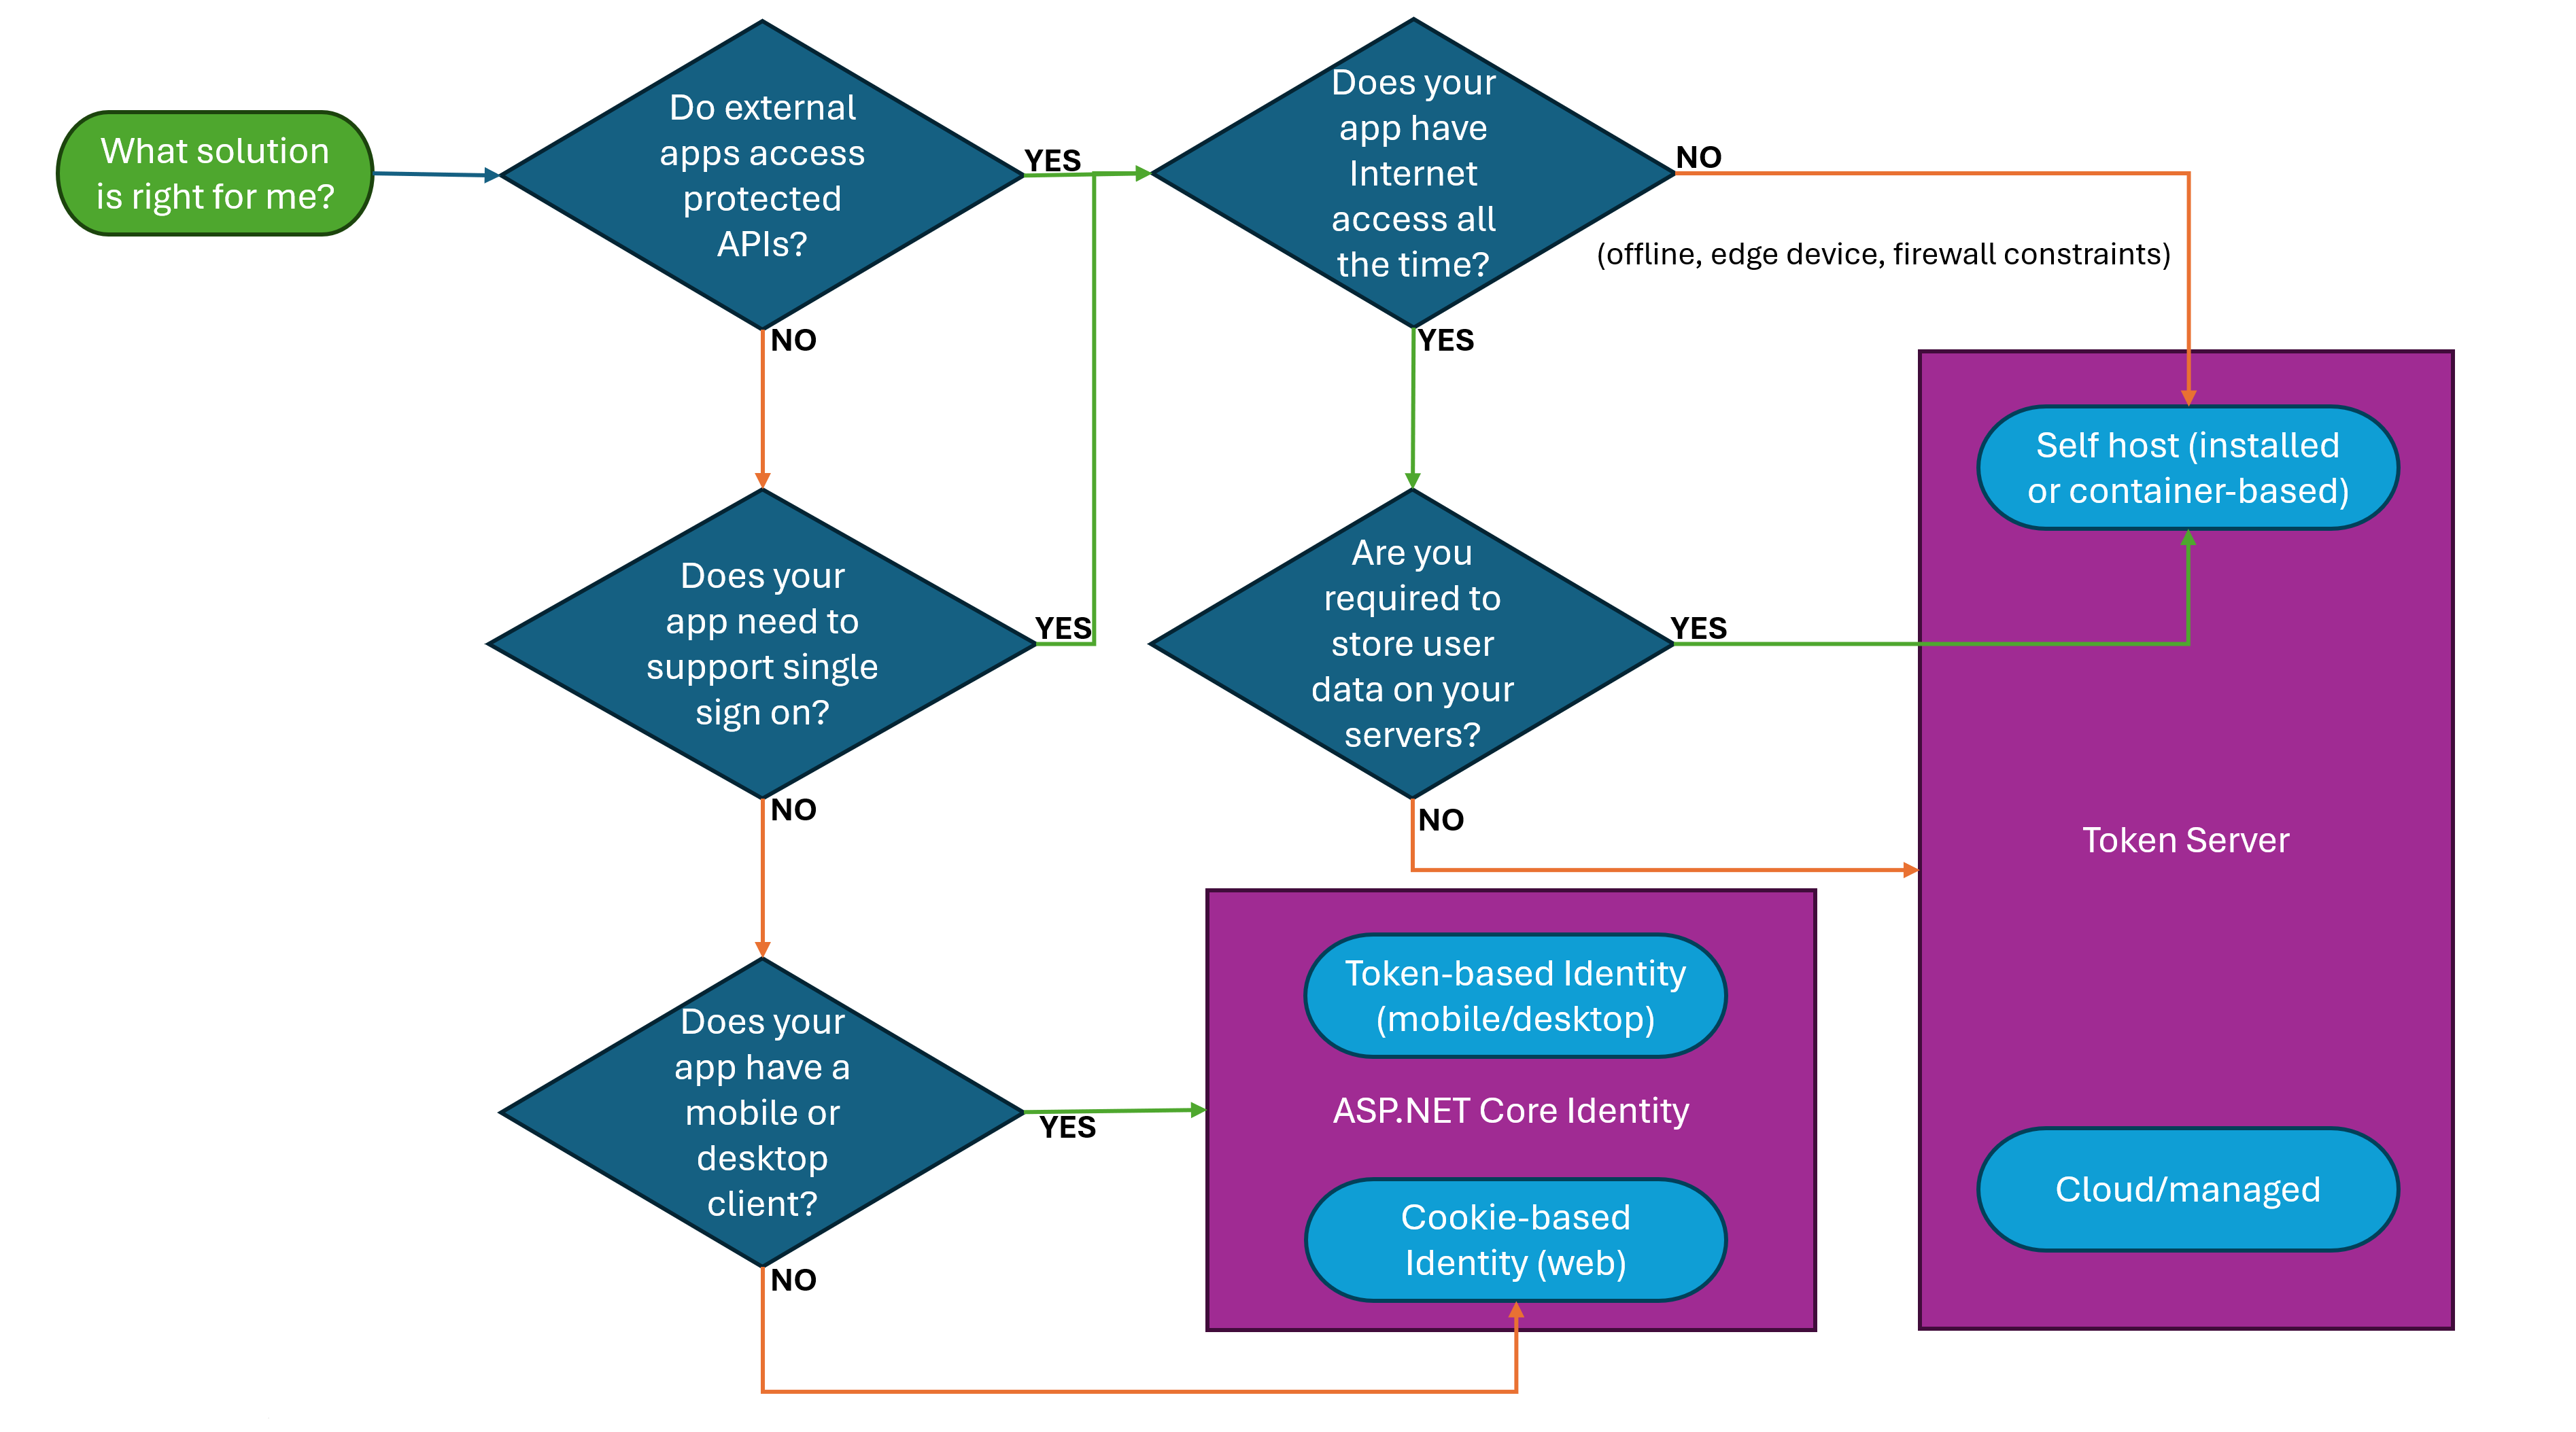 What solution
is right for me?
Do external
apps access
protected
APIs?
YES
NO
Does your
app have
Internet
access all
the time?
NO
(offline, edge device, firewall constraints)
YES
Does your
app need to
support single
sign on?
YES
NO
Are you
required to
store user
data on your
servers?
YES
NO
Self host (installed
or container-based)
Token Server
Cloud/managed
Does your
app have a
mobile or
desktop
client?
YES
NO
Token-based Identity
(mobile/desktop)
ASP.NET Core Identity
Cookie-based
Identity (web)